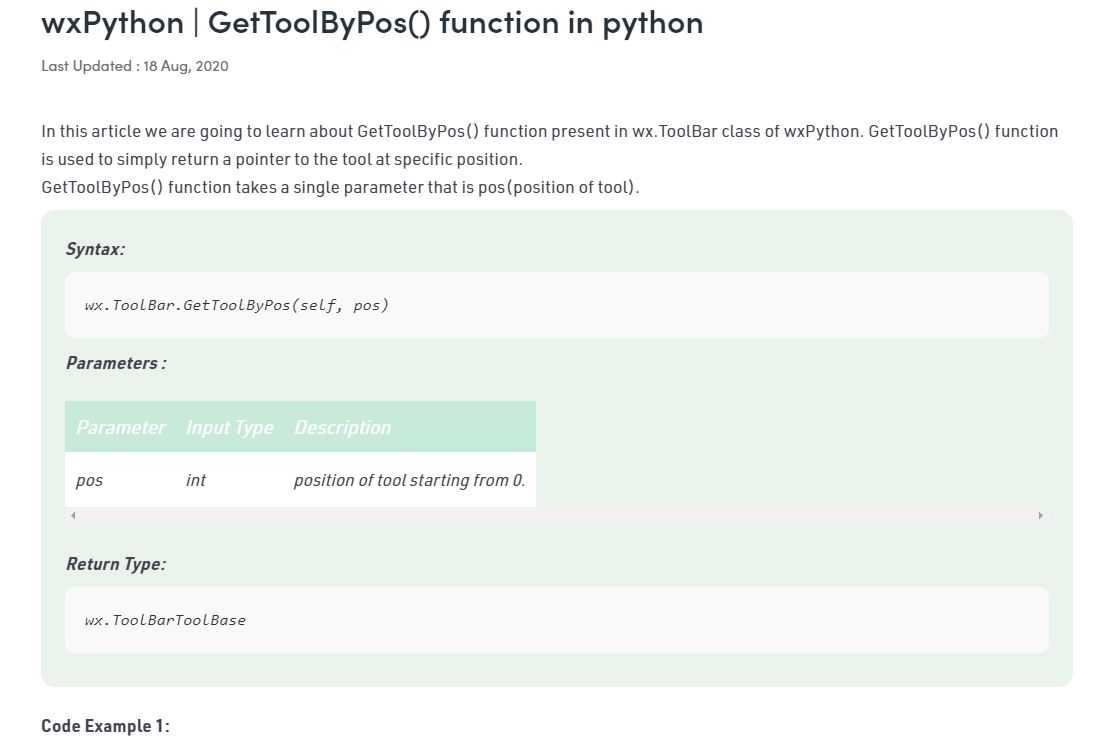 wxPython | GetToolByPos() function in python
Last Updated : 18 Aug, 2020
In this article we are going to learn about GetToolByPos() function present in wx.ToolBar class of wxPython. GetToolByPos() function
is used to simply return a pointer to the tool at specific position.
GetToolByPos() function takes a single parameter that is pos(position of tool).
Syntax:
wx.ToolBar.GetToolByPos(self, pos)
Parameters :
Parameter Input Type Description
pos int position of tool starting from 0.
Return Type:
wx.ToolBarToolBase
Code Example 1: